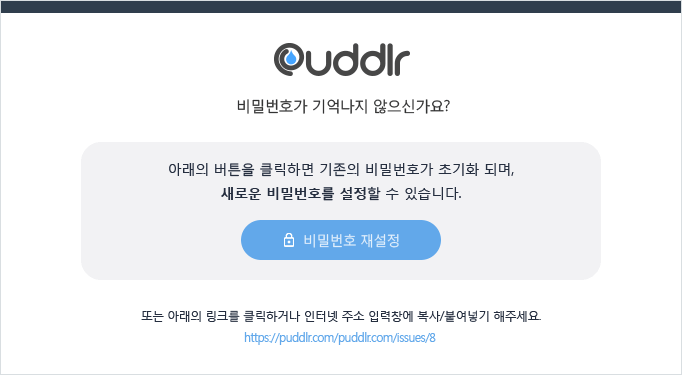 puddlr
비밀번호가 기억나지 않으신가요?
아래의 버튼을 클릭하면 기존의 비밀번호가 초기화 되며,
새로운 비밀번호를 설정할 수 있습니다.
비밀번호 재설정
또는 아래의 링크를 클릭하거나 인터넷 주소 입력창에 복사/붙여넣기 해주세요.
https://puddlr.com/puddlr.com/issues/8